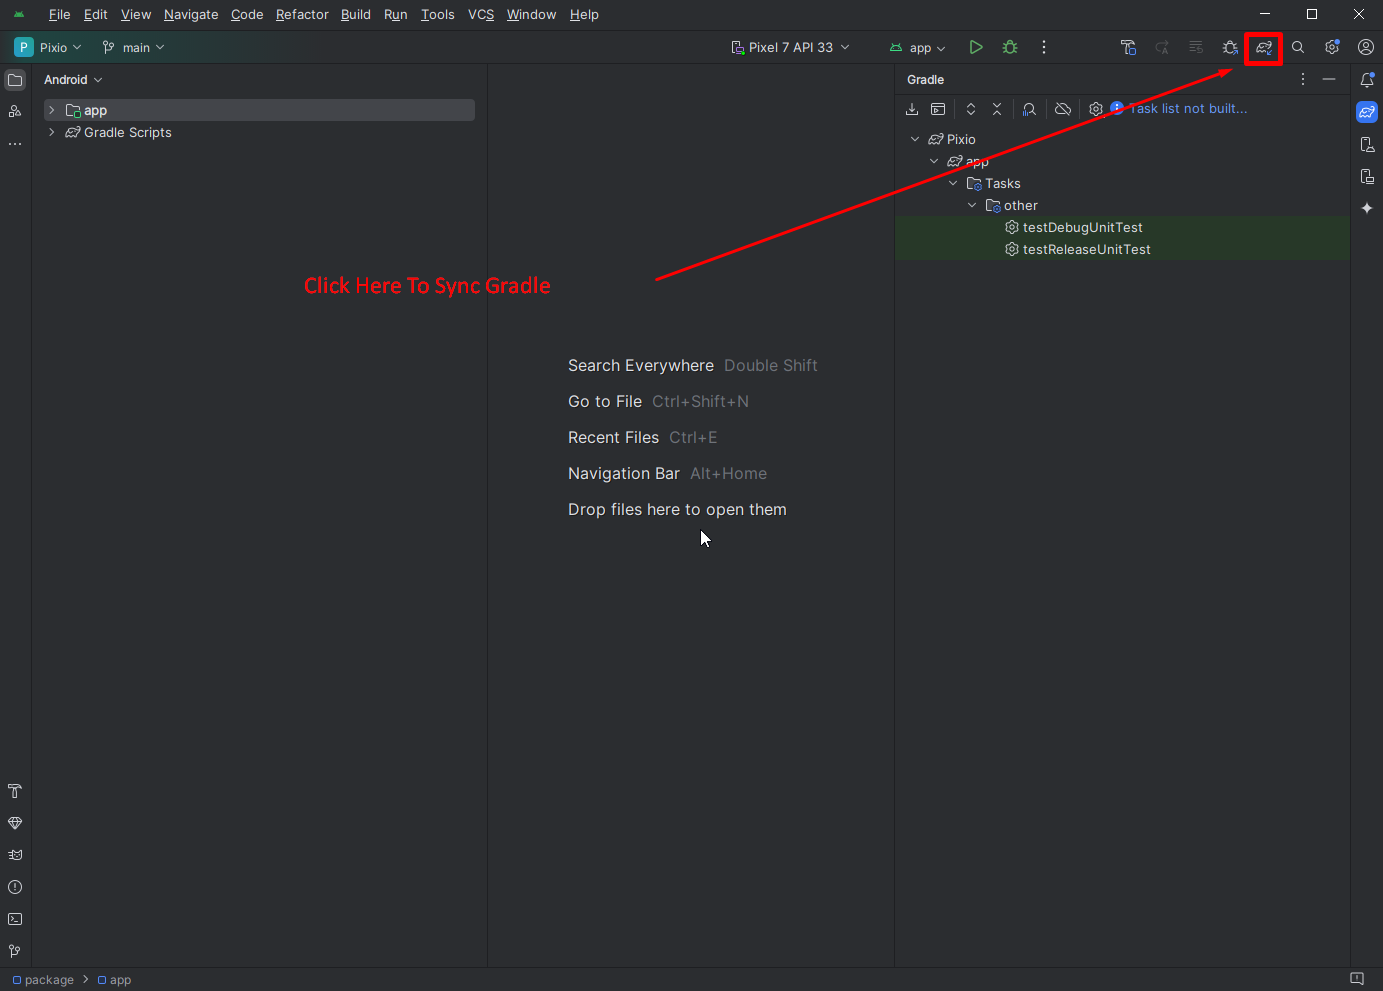 File Edit View Navigate Code Refactor Build Run Tools VCS Window Help
P Pixio main Pixel 7 API 33 app
Android
app
Gradle Scripts
Gradle
Task list not built...
Pixio
app
Tasks
other
testDebugUnitTest
testReleaseUnitTest
Click Here To Sync Gradle
Search Everywhere Double Shift
Go to File Ctrl+Shift+N
Recent Files Ctrl+E
Navigation Bar Alt+Home
Drop files here to open them
package app